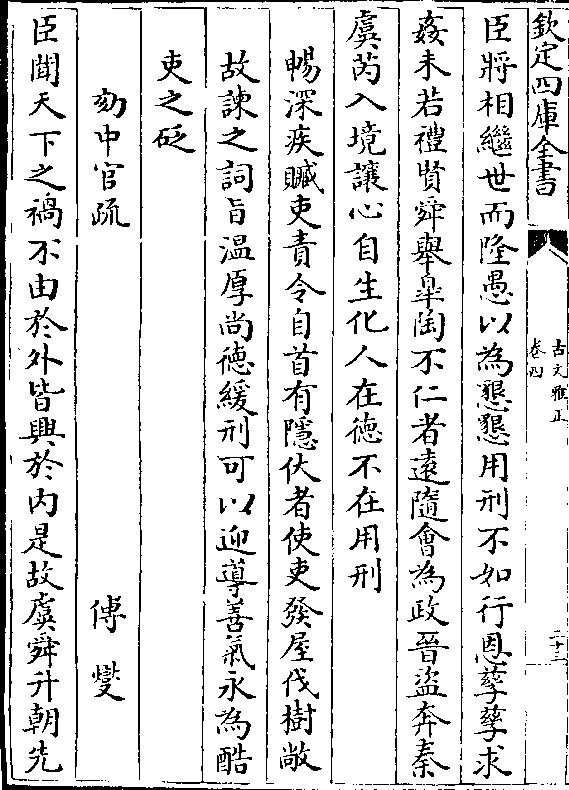 欽定四庫全書
古文雅正
卷四
二十三
臣將相繼世而隆愚以為懇懇用刑不如行恩孳孳求
姦未若禮賢舜舉臯陶不仁者遠隨會為政晉盜奔秦
虞芮入境讓心自生化人在徳不在用刑
暢深疾贓吏責令自首有隱伏者使吏發屋伐樹敞
故諫之詞旨温厚尚徳緩刑可以迎導善氣永為酷
吏之砭
劾中官疏
傅燮
臣聞天下之禍不由於外皆興於内是故虞舜升朝先